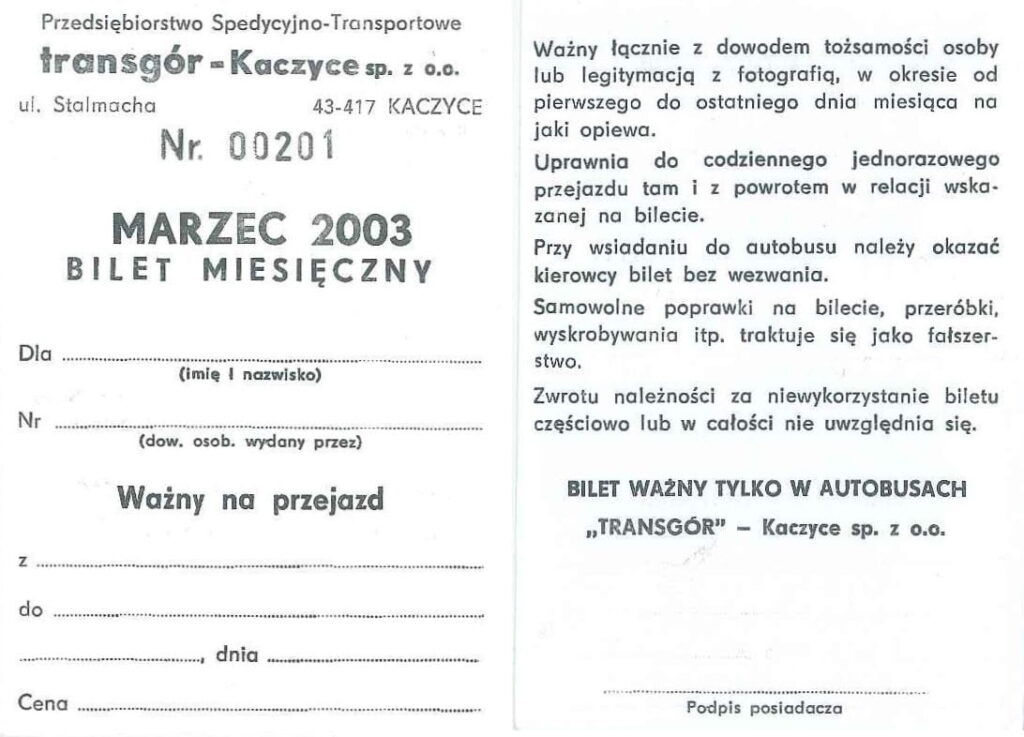 Przedsiębiorstwo Spedycyjno-Transportowe
transgór - Kaczyce sp. z o.o.
ul. Stalmacha 43-417 KACZYCE
Nr. 00201
MARZEC 2003
BILET MIESIĘCZNY
Dla
(imię i nazwisko)
Nr
(dow. osob. wydany przez)
Ważny na przejazd
z
do
, dnia
Cena
Ważny łącznie z dowodem tożsamości osoby
lub legitymacją z fotografią, w okresie od
pierwszego do ostatniego dnia miesiąca na
jaki opiewa.
Uprawnia do codziennego jednorazowego
przejazdu tam i z powrotem w relacji wska-
zanej na bilecie.
Przy wsiadaniu do autobusu należy okazać
kierowcy bilet bez wezwania.
Samowolne poprawki na bilecie, przeróbki,
wyskrobywania itp. traktuje się jako fałszer-
stwo.
Zwrotu należności za niewykorzystanie biletu
częściowo lub w całości nie uwzględnia się.
BILET WAŻNY TYLKO W AUTOBUSACH
„TRANSGÓR” – Kaczyce sp. z o.o.
Podpis posiadacza